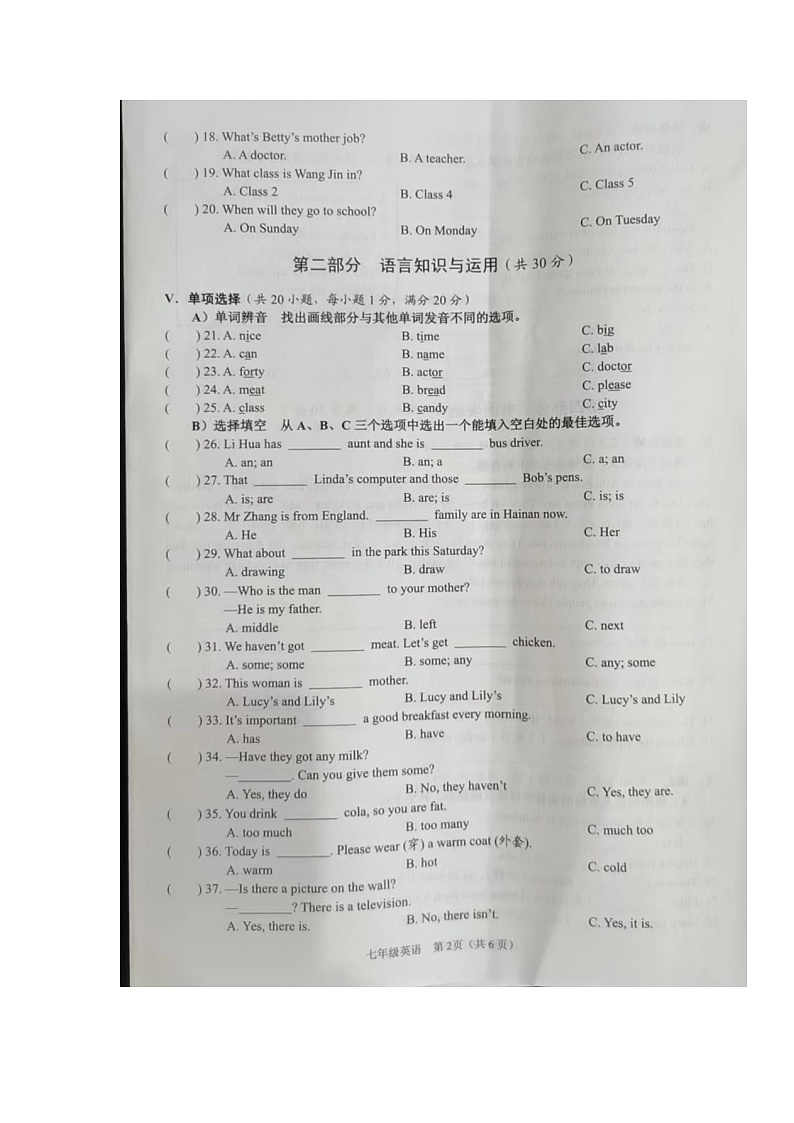 ( ) 18. What's Betty's mother job?
A. A doctor. B. A teacher. C. An actor.
( ) 19. What class is Wang Jin in?
A. Class 2 B. Class 4 C. Class 5
( ) 20. When will they go to school?
A. On Sunday B. On Monday C. On Tuesday
第二部分 语言知识与运用（共 30 分）
V. 单项选择（共 20 小题，每小题 1 分，满分 20 分）
A）单词辨音 找出画线部分与其他单词发音不同的选项。
( ) 21. A. nice B. time C. big
( ) 22. A. can B. name C. lab
( ) 23. A. forty B. actor C. doctor
( ) 24. A. meat B. bread C. please
( ) 25. A. class B. candy C. city
B）选择填空 从 A、B、C 三个选项中选出一个能填入空白处的最佳选项。
( ) 26. Li Hua has ________ aunt and she is ________ bus driver.
A. an; an B. an; a C. a; an
( ) 27. That ________ Linda's computer and those ________ Bob's pens.
A. is; are B. are; is C. is; is
( ) 28. Mr Zhang is from England. ________ family are in Hainan now.
A. He B. His C. Her
( ) 29. What about ________ in the park this Saturday?
A. drawing B. draw C. to draw
( ) 30. —Who is the man ________ to your mother?
—He is my father.
A. middle B. left C. next
( ) 31. We haven't got ________ meat. Let's get ________ chicken.
A. some; some B. some; any C. any; some
( ) 32. This woman is ________ mother.
A. Lucy's and Lily's B. Lucy and Lily's C. Lucy's and Lily
( ) 33. It's important ________ a good breakfast every morning.
A. has B. have C. to have
( ) 34. —Have they got any milk?
—________. Can you give them some?
A. Yes, they do B. No, they haven't C. Yes, they are.
( ) 35. You drink ________ cola, so you are fat.
A. too much B. too many C. much too
( ) 36. Today is ________. Please wear (穿) a warm coat (外套).
A. warm B. hot C. cold
( ) 37. —Is there a picture on the wall?
—________? There is a television.
A. Yes, there is. B. No, there isn't. C. Yes, it is.
七年级英语 第 2 页（共 6 页）